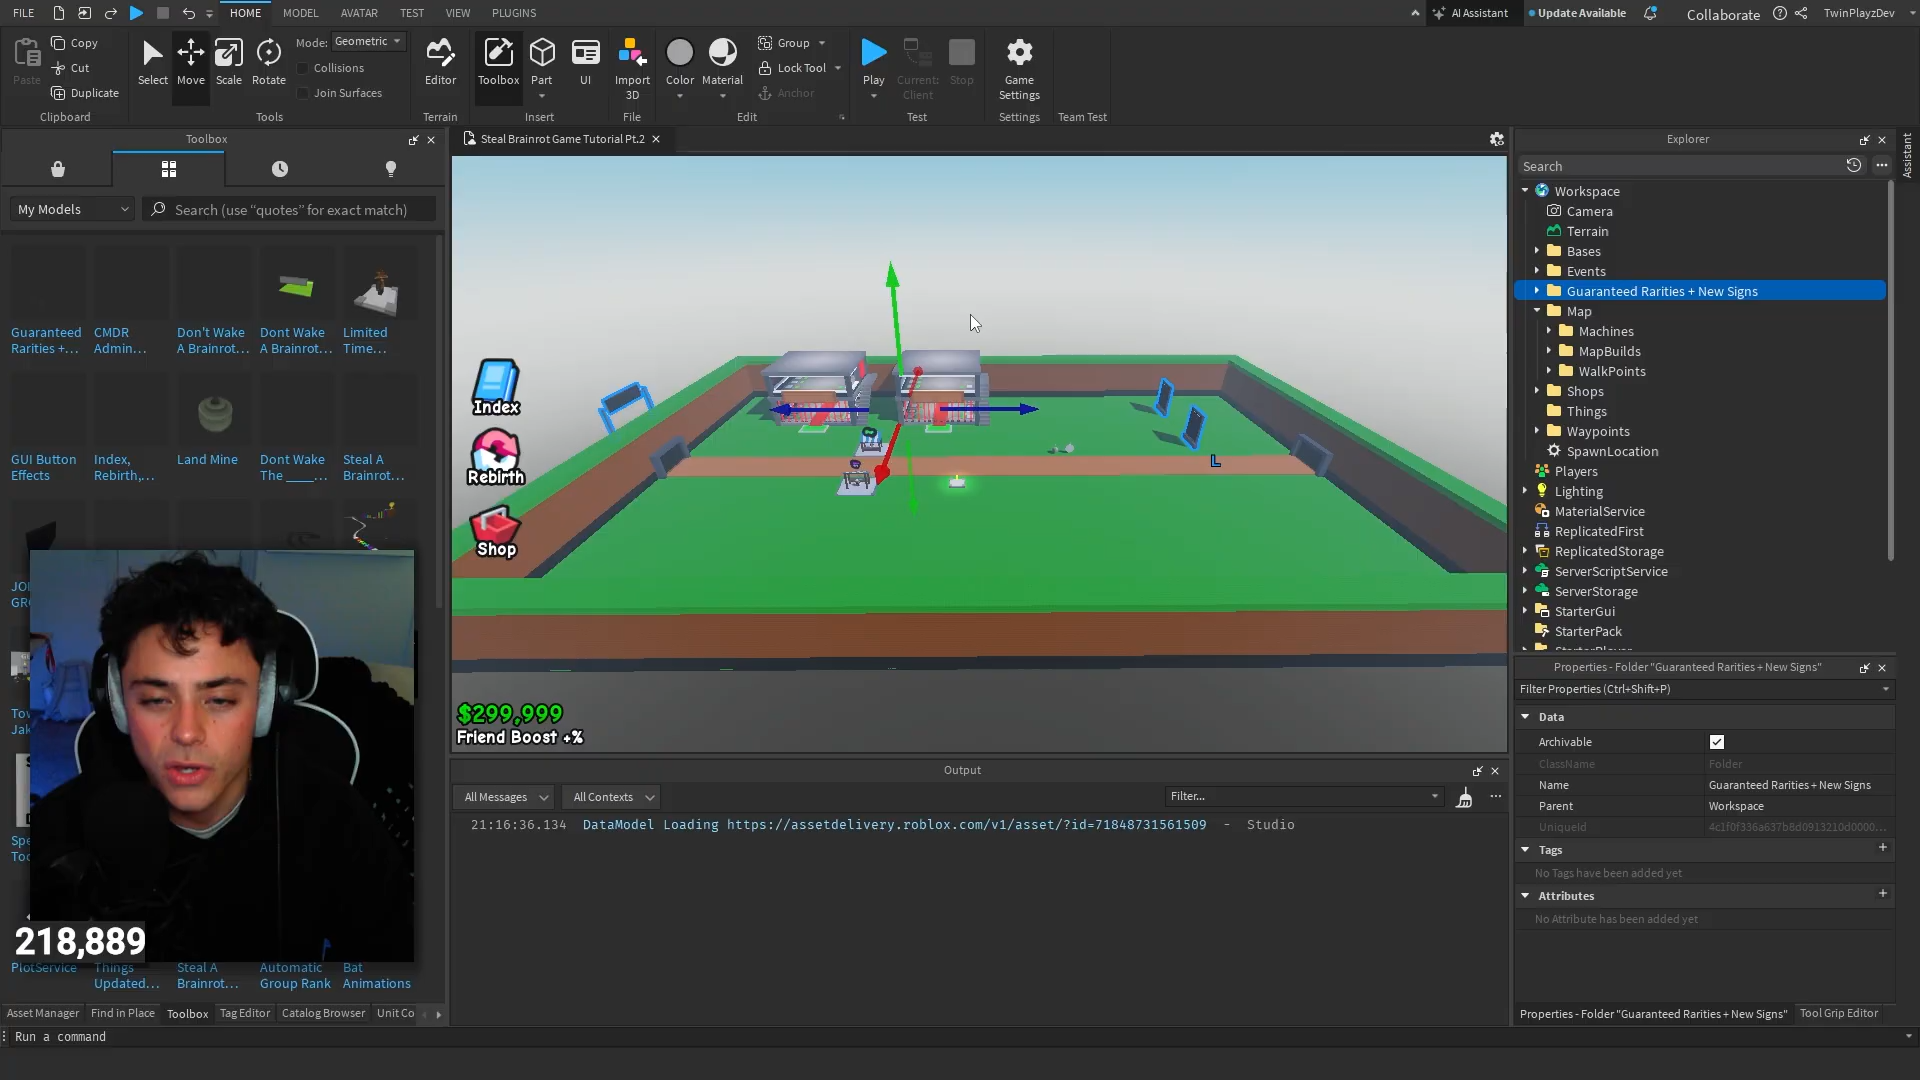 FILE
HOME
MODEL
AVATAR
TEST
VIEW
PLUGINS
AI Assistant
Update Available
Collaborate
TwinPlayzDev
Paste
Copy
Cut
Duplicate
Clipboard
Select
Move
Scale
Rotate
Mode: Geometric
Collisions
Join Surfaces
Tools
Editor
Terrain
Toolbox
Part
UI
Insert
Import
3D
File
Color
Material
Group
Lock Tool
Anchor
Edit
Play
Current:
Client
Stop
Test
Game
Settings
Settings
Team Test
Toolbox
My Models
Search (use “quotes” for exact match)
Guaranteed
Rarities +...
CMDR
Admin...
Don't Wake
A Brainrot...
Dont Wake
A Brainrot...
Limited
Time...
GUI Button
Effects
Index,
Rebirth,...
Land Mine
Dont Wake
The ____...
Steal A
Brainrot...
218,889
PlotService
Things
Updated...
Steal A
Brainrot...
Automatic
Group Rank
Bat
Animations
Asset Manager
Find in Place
Toolbox
Tag Editor
Catalog Browser
Unit Co
Run a command
Steal Brainrot Game Tutorial Pt.2
Index
Rebirth
Shop
L
$299,999
Friend Boost +%
Output
All Messages
All Contexts
Filter...
21:16:36.134 DataModel Loading https://assetdelivery.roblox.com/v1/asset/?id=71848731561509 - Studio
Explorer
Assistant
Search
Workspace
Camera
Terrain
Bases
Events
Guaranteed Rarities + New Signs
Map
Machines
MapBuilds
WalkPoints
Shops
Things
Waypoints
SpawnLocation
Players
Lighting
MaterialService
ReplicatedFirst
ReplicatedStorage
ServerScriptService
ServerStorage
StarterGui
StarterPack
Properties - Folder "Guaranteed Rarities + New Signs"
Filter Properties (Ctrl+Shift+P)
Data
Archivable
ClassName Folder
Name Guaranteed Rarities + New Signs
Parent Workspace
UniqueId 4c1f0f336a637b8d0913210d0000...
Tags
No Tags have been added yet
Attributes
No Attribute has been added yet
Properties - Folder "Guaranteed Rarities + New Signs"
Tool Grip Editor